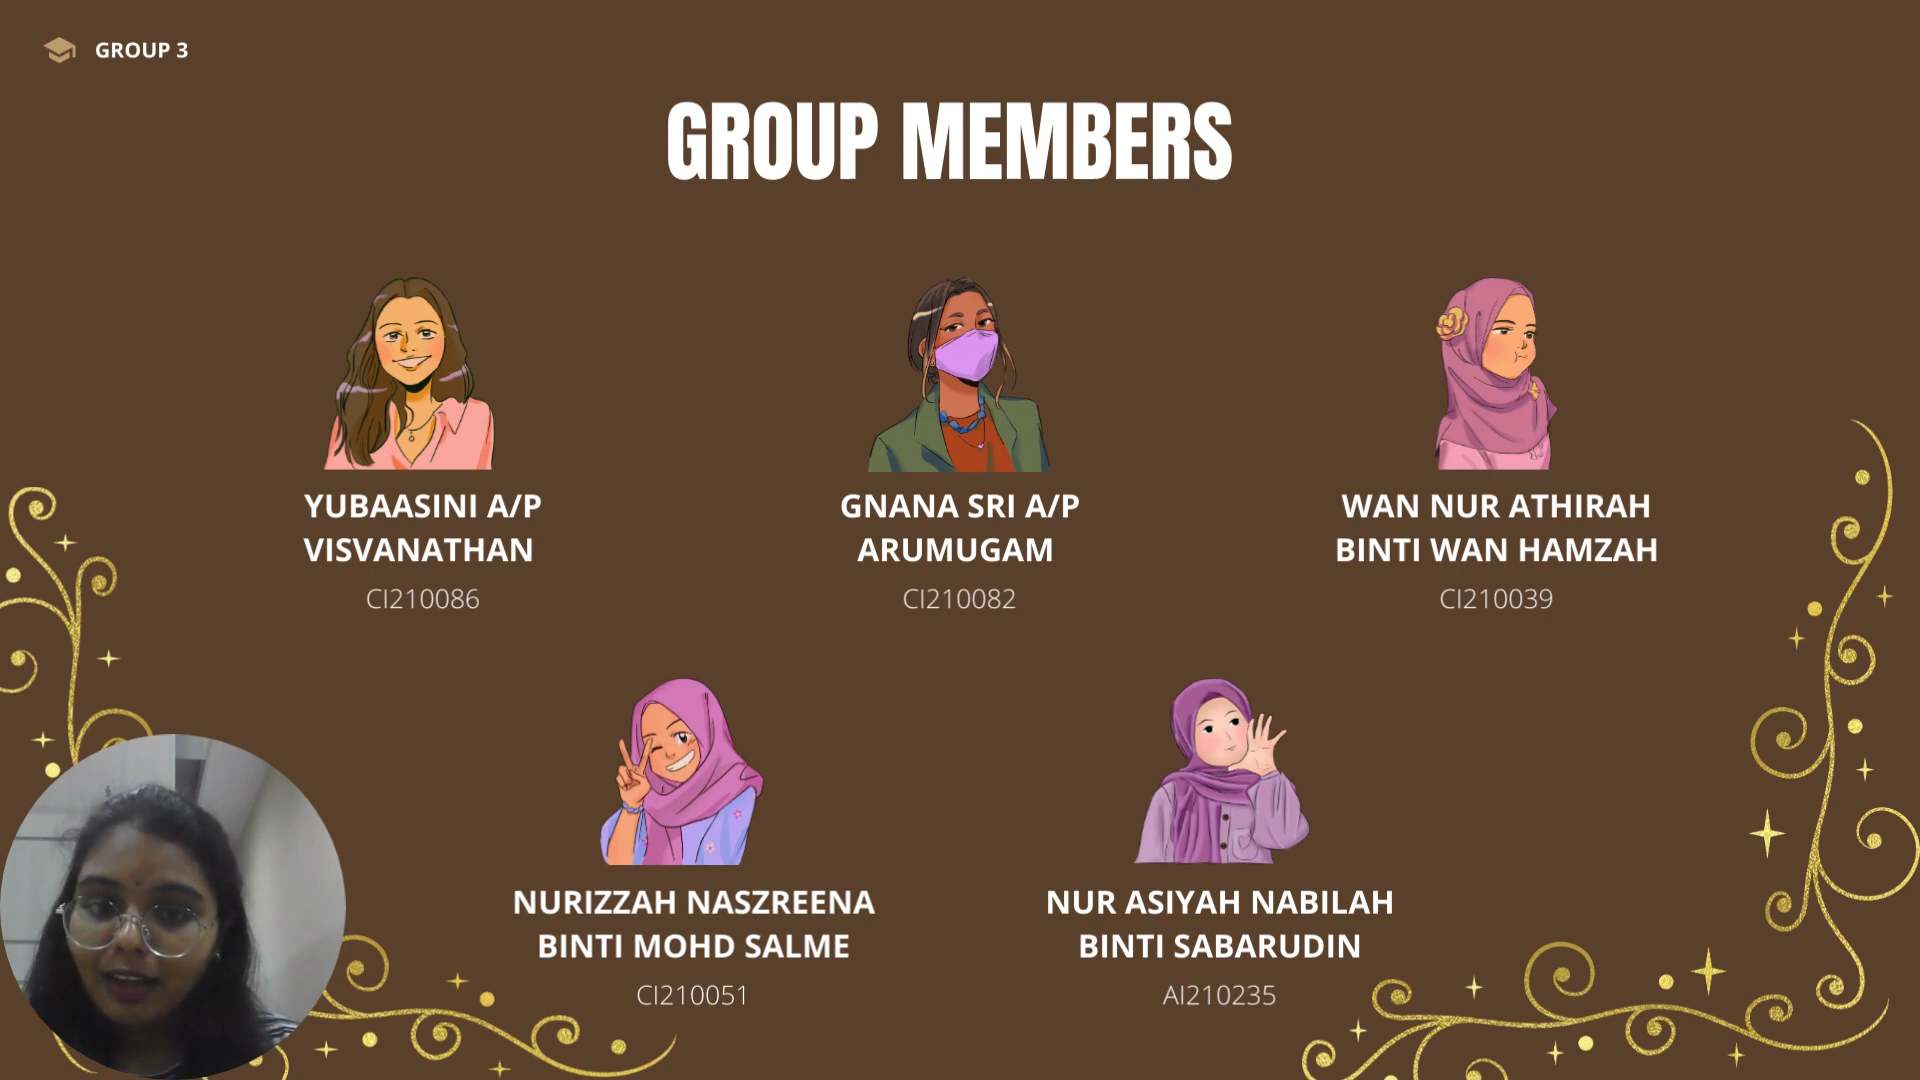 GROUP 3
GROUP MEMBERS
YUBAASINI A/P
VISVANATHAN
CI210086
GNANA SRI A/P
ARUMUGAM
CI210082
WAN NUR ATHIRAH
BINTI WAN HAMZAH
CI210039
NURIZZAH NASZREENA
BINTI MOHD SALME
CI210051
NUR ASIYAH NABILAH
BINTI SABARUDIN
AI210235